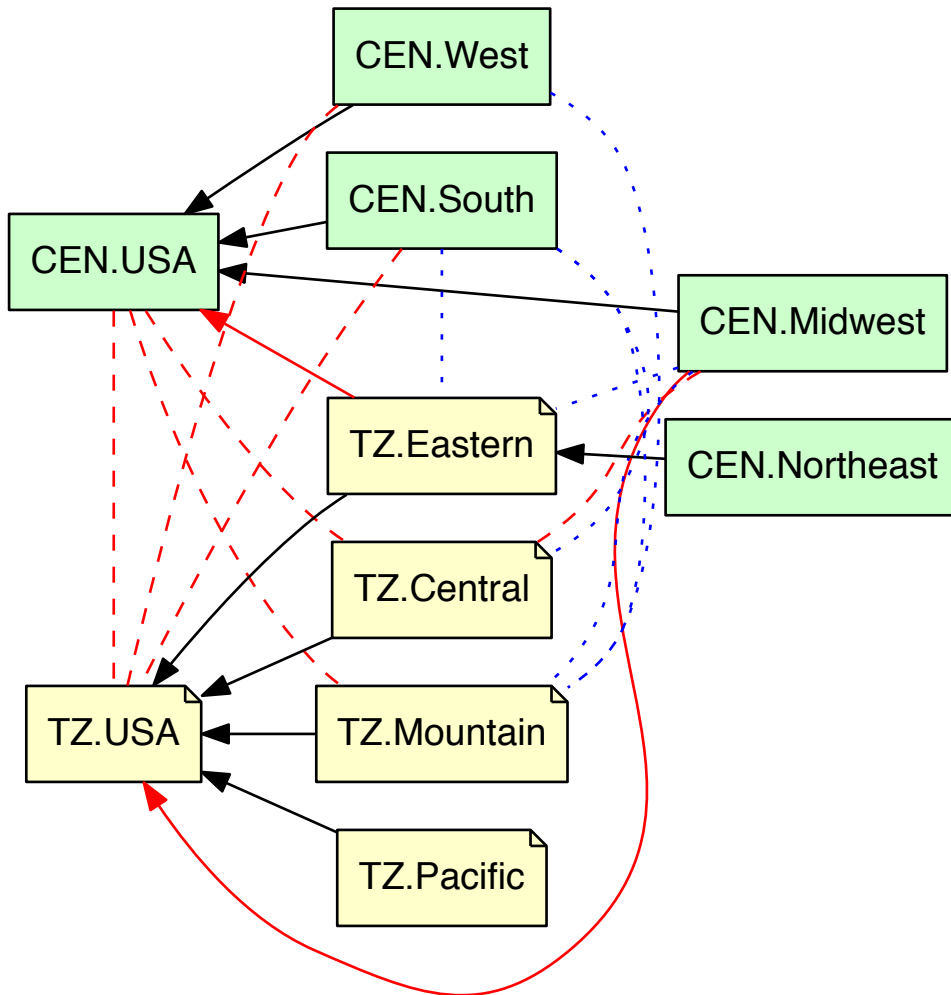 CEN.West
CEN.South
CEN.USA
CEN.Midwest
TZ.Eastern
CEN.Northeast
TZ.Central
TZ.USA
TZ.Mountain
TZ.Pacific